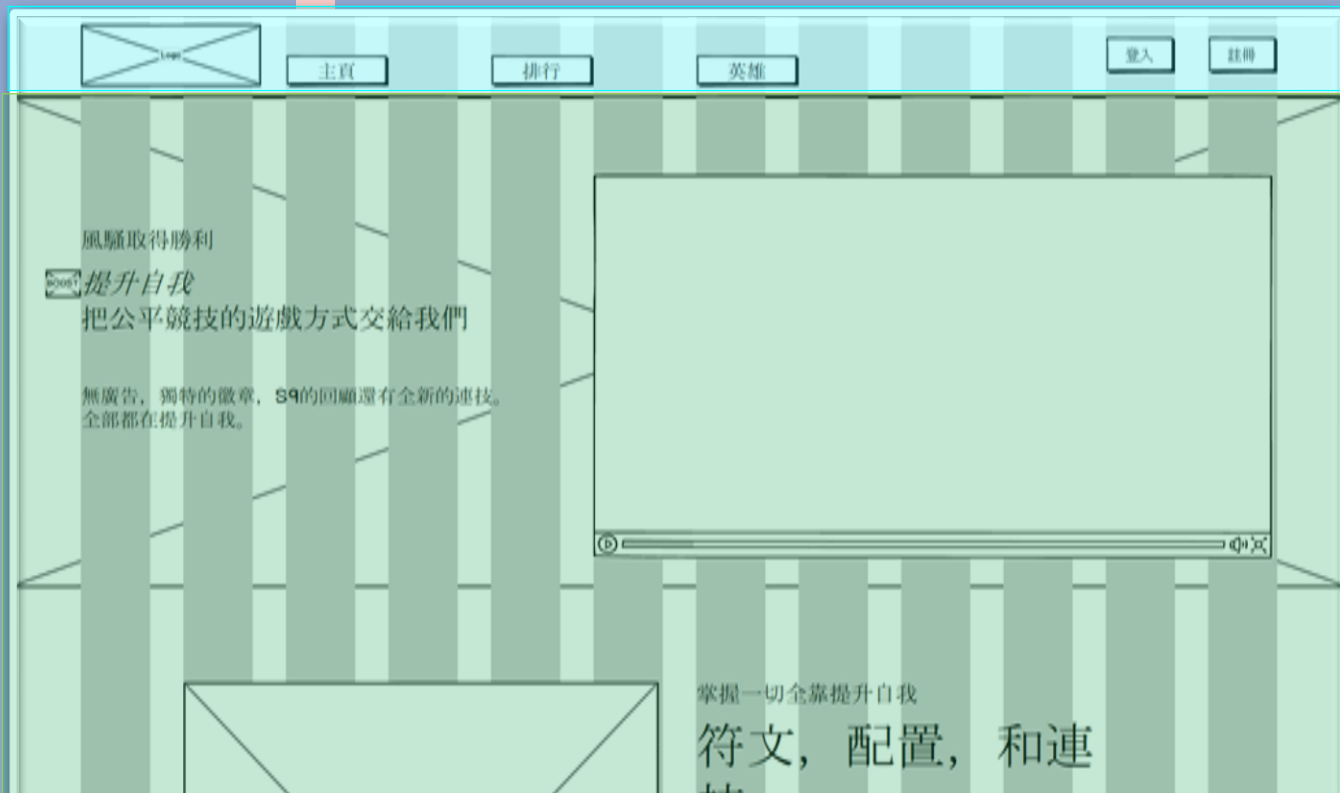 Logo
主頁
排行
英雄
登入
註冊
風騷取得勝利
BOOST
提升自我
把公平競技的遊戲方式交給我們
無廣告，獨特的徽章，S9的回顧還有全新的連技。
全部都在提升自我。
掌握一切全靠提升自我
符文，配置，和連